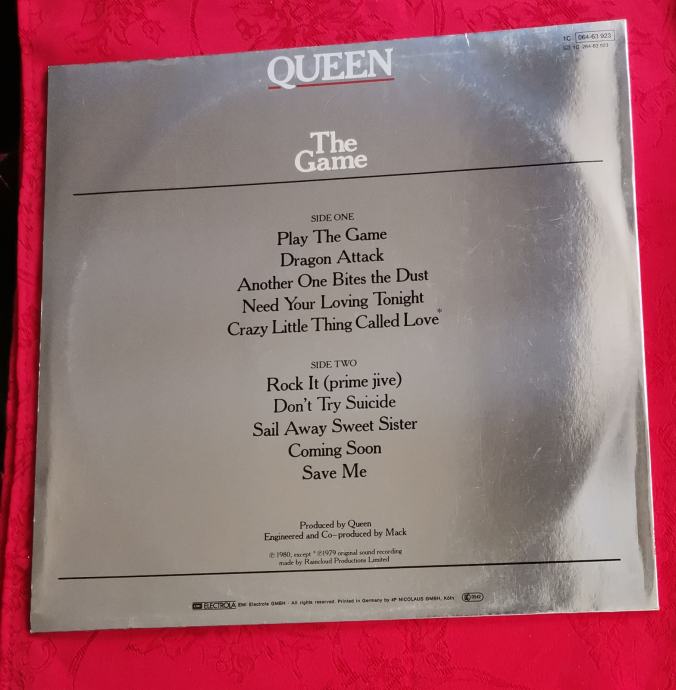 1C 064-63 923
QUEEN
The
Game
SIDE ONE
Play The Game
Dragon Attack
Another One Bites the Dust
Need Your Loving Tonight
Crazy Little Thing Called Love*
SIDE TWO
Rock It (prime jive)
Don't Try Suicide
Sail Away Sweet Sister
Coming Soon
Save Me
Produced by Queen
Engineered and Co-produced by Mack
℗ 1980, except * ℗ 1979 original sound recording
made by Raincloud Productions Limited
ELECTROLA EMI Electrola GMBH · All rights reserved. Printed in Germany by 4P NICOLAUS GMBH, Köln